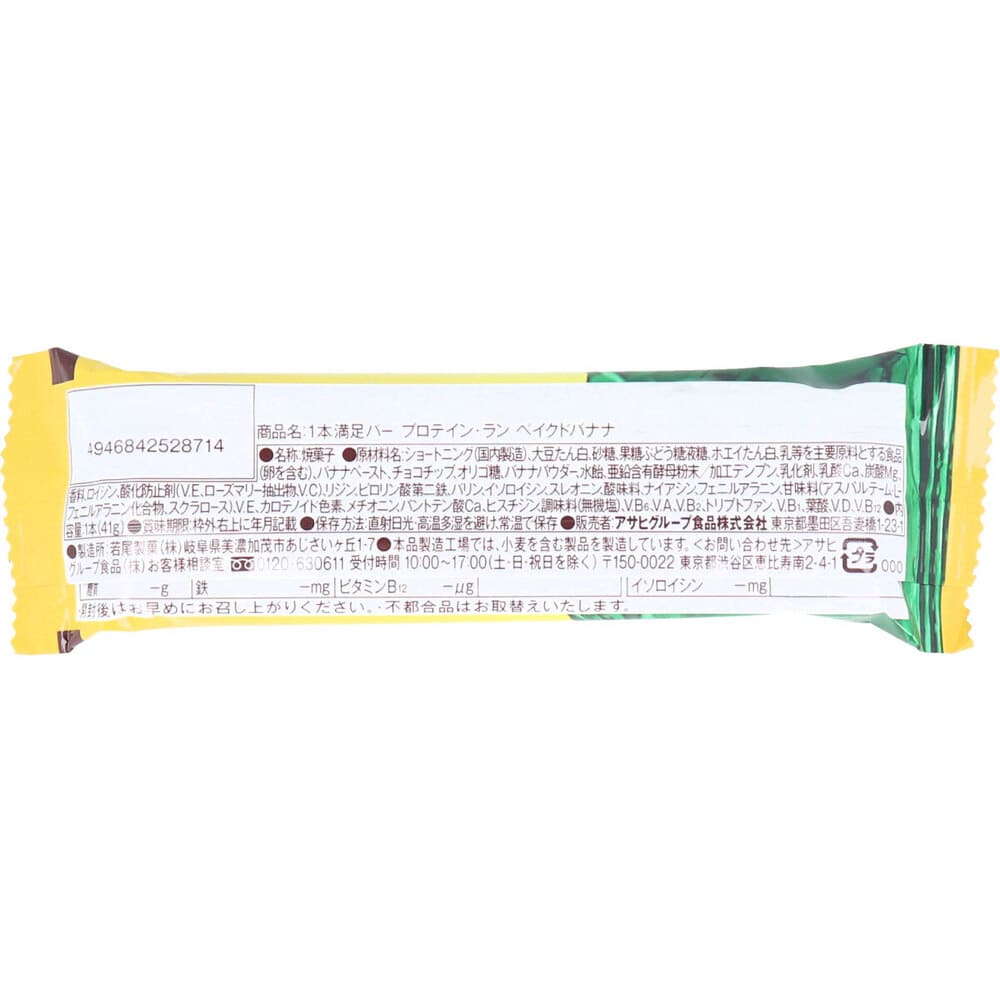 4946842528714
商品名:1本満足バー プロテイン・ラン ベイクドバナナ
●名称:焼菓子 ●原材料名:ショートニング(国内製造)、大豆たん白、砂糖、果糖ぶどう糖液糖、ホエイたん白、乳等を主要原料とする食品
(卵を含む)、バナナペースト、チョコチップ、オリゴ糖、バナナパウダー、水飴、亜鉛含有酵母粉末／加工デンプン、乳化剤、乳酸Ca、炭酸Mg、
香料、ロイシン、酸化防止剤(V.E、ローズマリー抽出物、V.C)、リジン、ピロリン酸第二鉄、バリン、イソロイシン、スレオニン、酸味料、ナイアシン、フェニルアラニン、甘味料(アスパルテーム・L-
フェニルアラニン化合物、スクラロース)、V.E、カロテノイド色素、メチオニン、パントテン酸Ca、ヒスチジン、調味料(無機塩)、V.B6、V.A、V.B2、トリプトファン、V.B1、葉酸、V.D、V.B12 ●内
容量:1本(41g) ●賞味期限:枠外右上に年月記載 ●保存方法:直射日光・高温多湿を避け、常温で保存 ●販売者:アサヒグループ食品株式会社 東京都墨田区吾妻橋1-23-1
●製造所:若尾製菓(株)岐阜県美濃加茂市あじさいヶ丘1-7 ●本品製造工場では、小麦を含む製品を製造しています。<お問い合わせ先>アサヒ
グループ食品(株)お客様相談室 0120-630611 受付時間 10:00〜17:00(土・日・祝日を除く) 〒150-0022 東京都渋谷区恵比寿南2-4-1 プラ 000
糖質 -g 鉄 -mg ビタミンB12 -μg イソロイシン -mg
開封後はお早めにお召し上がりください。・不都合品はお取替えいたします。